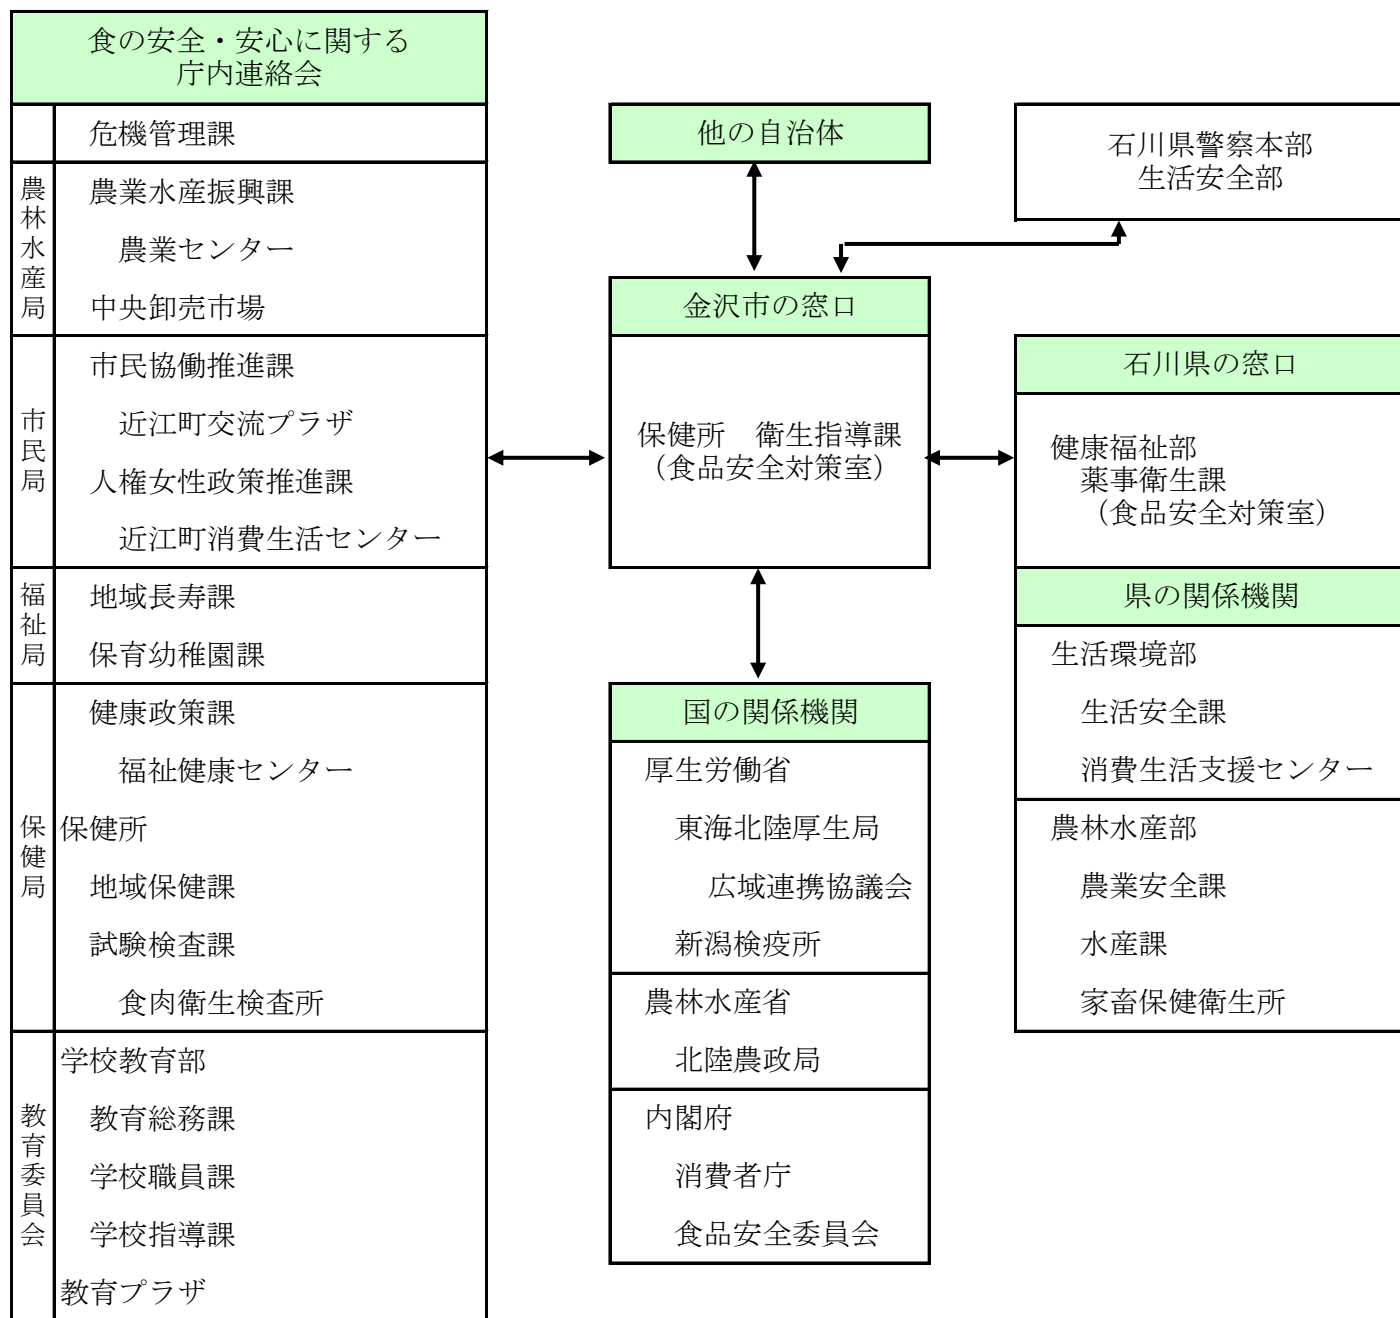 食の安全・安心に関する
庁内連絡会
危機管理課
農林水産局
農業水産振興課
農業センター
中央卸売市場
市民局
市民協働推進課
近江町交流プラザ
人権女性政策推進課
近江町消費生活センター
福祉局
地域長寿課
保育幼稚園課
保健局
健康政策課
福祉健康センター
保健所
地域保健課
試験検査課
食肉衛生検査所
教育委員会
学校教育部
教育総務課
学校職員課
学校指導課
教育プラザ
他の自治体
金沢市の窓口
保健所　衛生指導課
（食品安全対策室）
国の関係機関
厚生労働省
東海北陸厚生局
広域連携協議会
新潟検疫所
農林水産省
北陸農政局
内閣府
消費者庁
食品安全委員会
石川県警察本部
生活安全部
石川県の窓口
健康福祉部
薬事衛生課
（食品安全対策室）
県の関係機関
生活環境部
生活安全課
消費生活支援センター
農林水産部
農業安全課
水産課
家畜保健衛生所